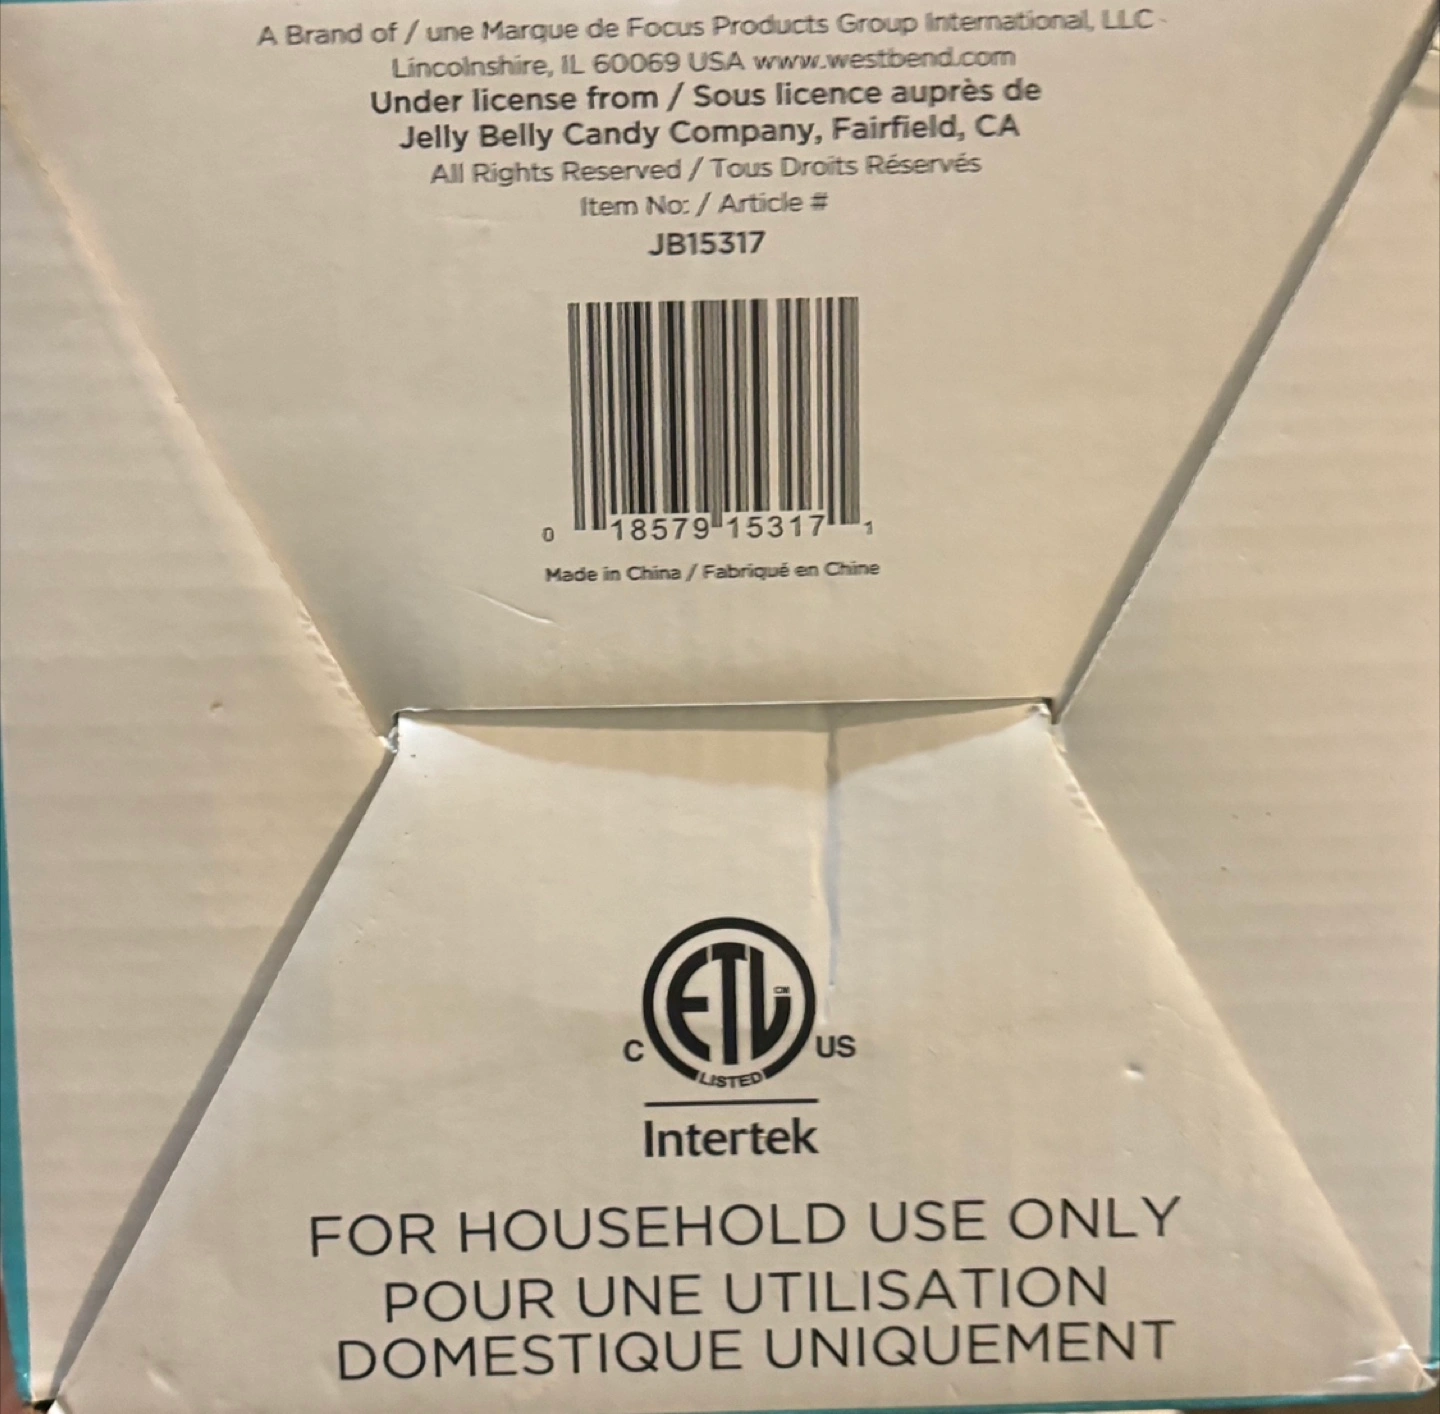 A Brand of / une Marque de Focus Products Group International, LLC
Lincolnshire, IL 60069 USA www.westbend.com
Under license from / Sous licence auprès de
Jelly Belly Candy Company, Fairfield, CA
All Rights Reserved / Tous Droits Réservés
Item No: / Article #
JB15317
0 18579 15317 1
Made in China / Fabriqué en Chine
ETL CM
C US
LISTED
Intertek
FOR HOUSEHOLD USE ONLY
POUR UNE UTILISATION
DOMESTIQUE UNIQUEMENT